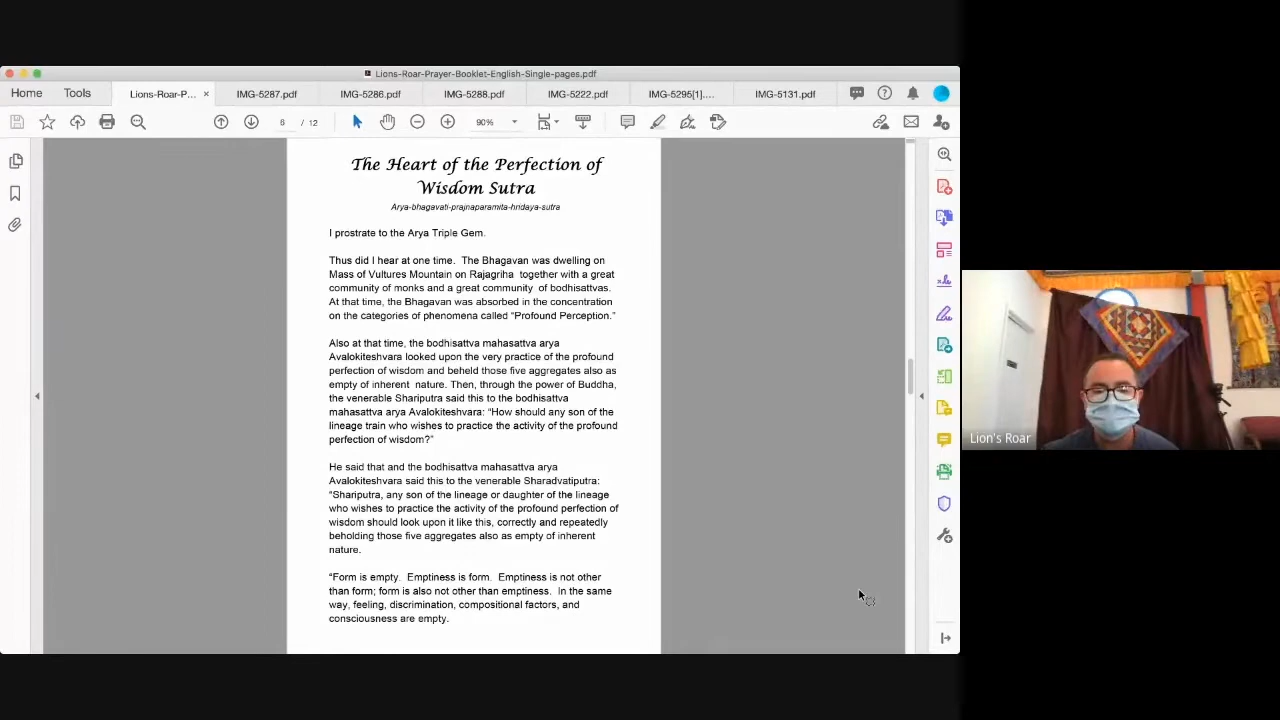 Lions-Roar-Prayer-Booklet-English-Single-pages.pdf
Home Tools Lions-Roar-P... × IMG-5287.pdf IMG-5286.pdf IMG-5288.pdf IMG-5222.pdf IMG-5295[1].... IMG-5131.pdf
6 / 12 90%
The Heart of the Perfection of
Wisdom Sutra
Arya-bhagavati-prajnaparamita-hridaya-sutra
I prostrate to the Arya Triple Gem.
Thus did I hear at one time. The Bhagavan was dwelling on
Mass of Vultures Mountain on Rajagriha together with a great
community of monks and a great community of bodhisattvas.
At that time, the Bhagavan was absorbed in the concentration
on the categories of phenomena called “Profound Perception.”
Also at that time, the bodhisattva mahasattva arya
Avalokiteshvara looked upon the very practice of the profound
perfection of wisdom and beheld those five aggregates also as
empty of inherent nature. Then, through the power of Buddha,
the venerable Shariputra said this to the bodhisattva
mahasattva arya Avalokiteshvara: “How should any son of the
lineage train who wishes to practice the activity of the profound
perfection of wisdom?”
He said that and the bodhisattva mahasattva arya
Avalokiteshvara said this to the venerable Sharadvatiputra:
“Shariputra, any son of the lineage or daughter of the lineage
who wishes to practice the activity of the profound perfection of
wisdom should look upon it like this, correctly and repeatedly
beholding those five aggregates also as empty of inherent
nature.
“Form is empty. Emptiness is form. Emptiness is not other
than form; form is also not other than emptiness. In the same
way, feeling, discrimination, compositional factors, and
consciousness are empty.
Lion's Roar